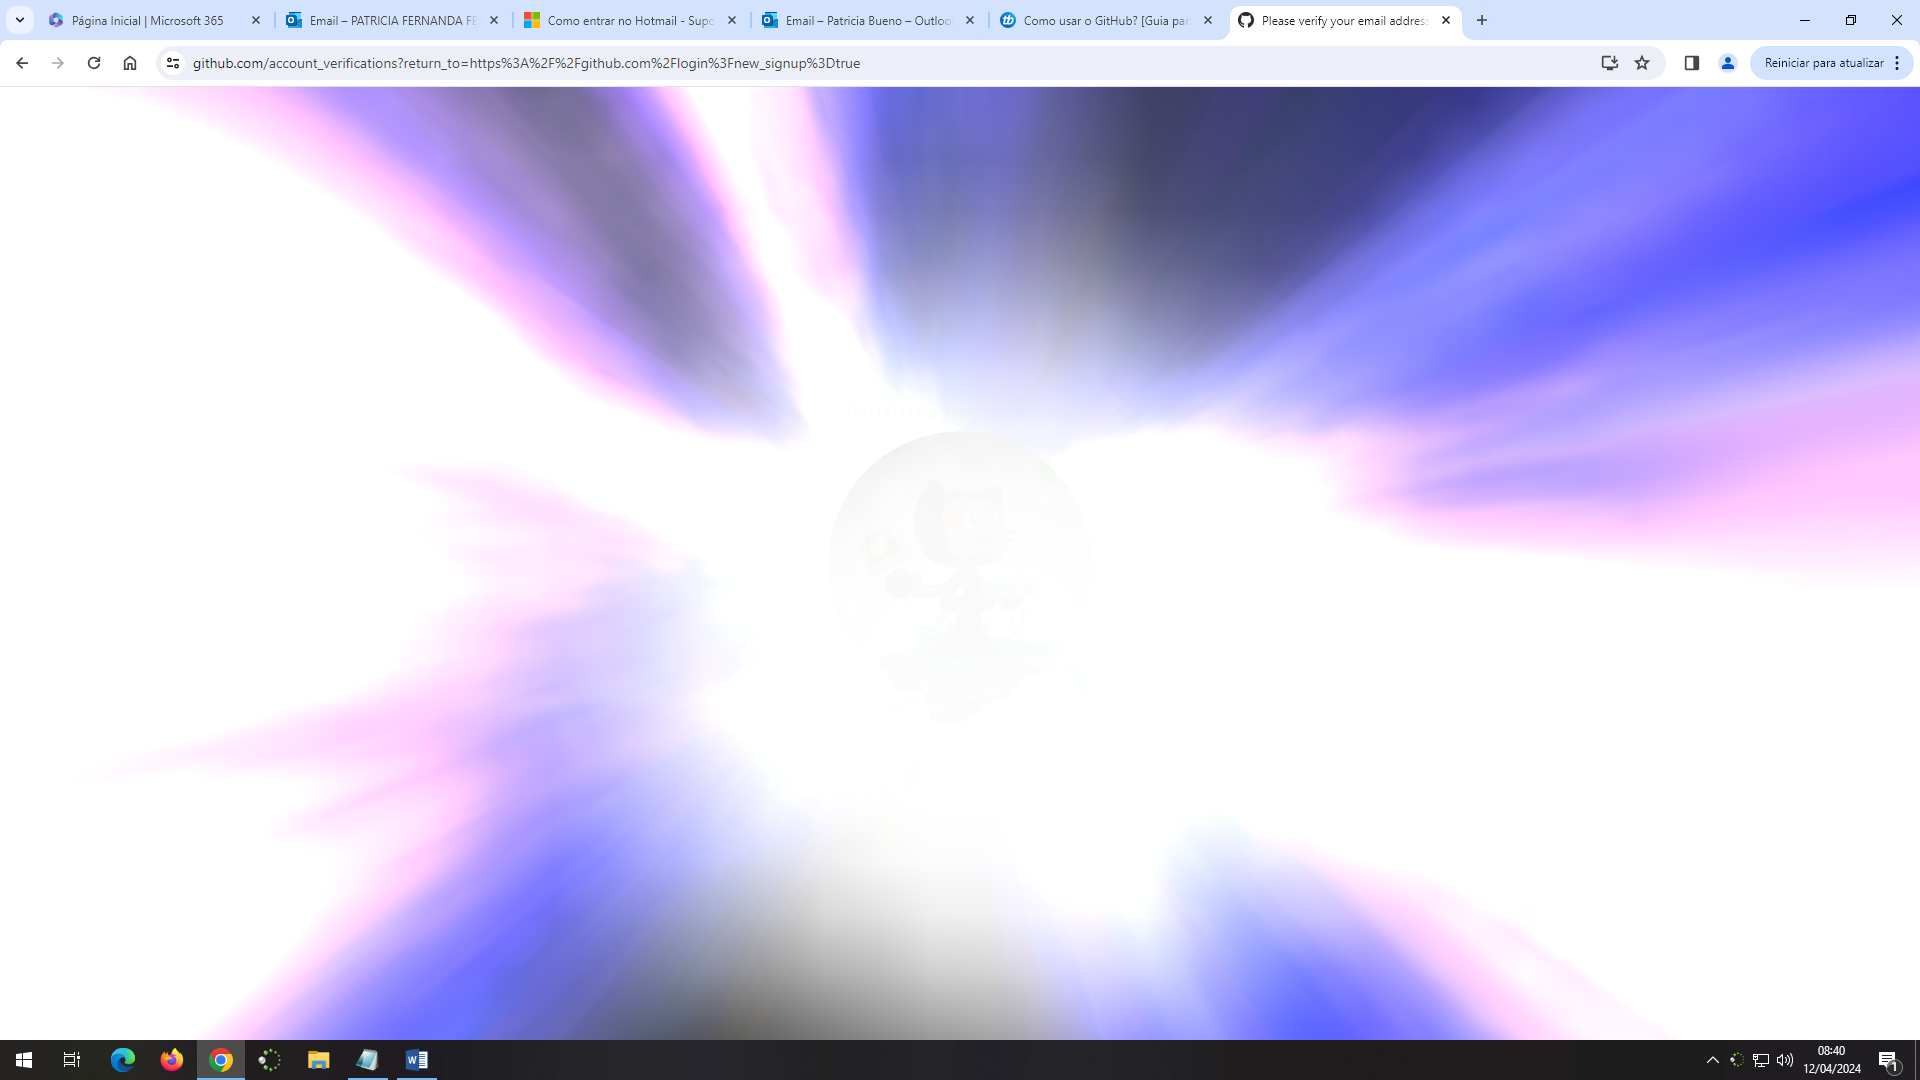 Página Inicial | Microsoft 365
Email – PATRICIA FERNANDA FE
Como entrar no Hotmail - Supo
Email – Patricia Bueno – Outloo
Como usar o GitHub? [Guia par
Please verify your email address
github.com/account_verifications?return_to=https%3A%2F%2Fgithub.com%2Flogin%3Fnew_signup%3Dtrue
Reiniciar para atualizar
08:40
12/04/2024
1